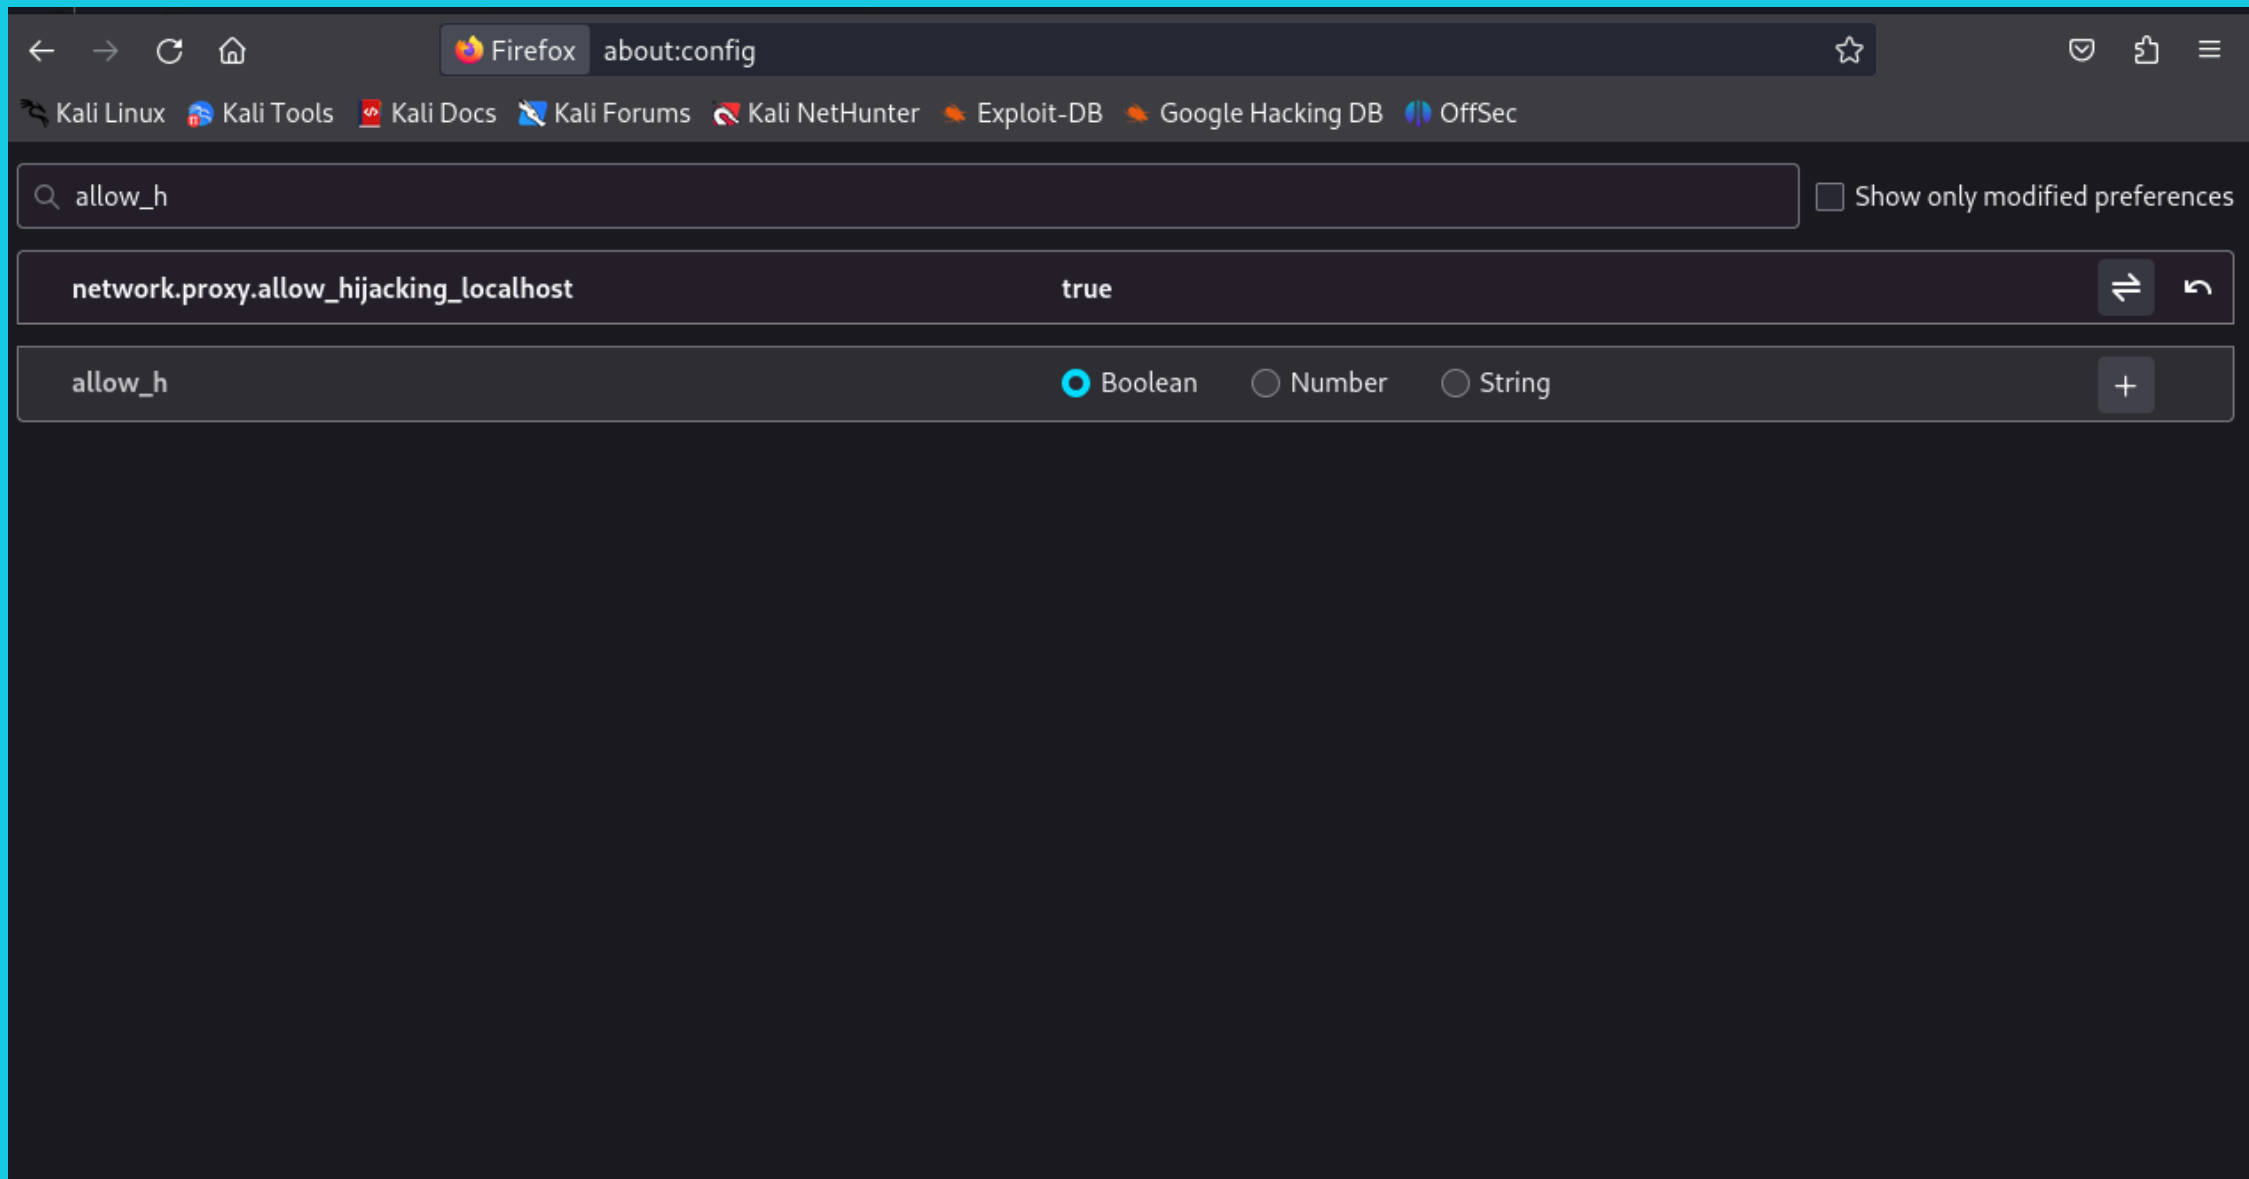 Firefox about:config
Kali Linux Kali Tools Kali Docs Kali Forums Kali NetHunter Exploit-DB Google Hacking DB OffSec
allow_h Show only modified preferences
network.proxy.allow_hijacking_localhost true
allow_h Boolean Number String